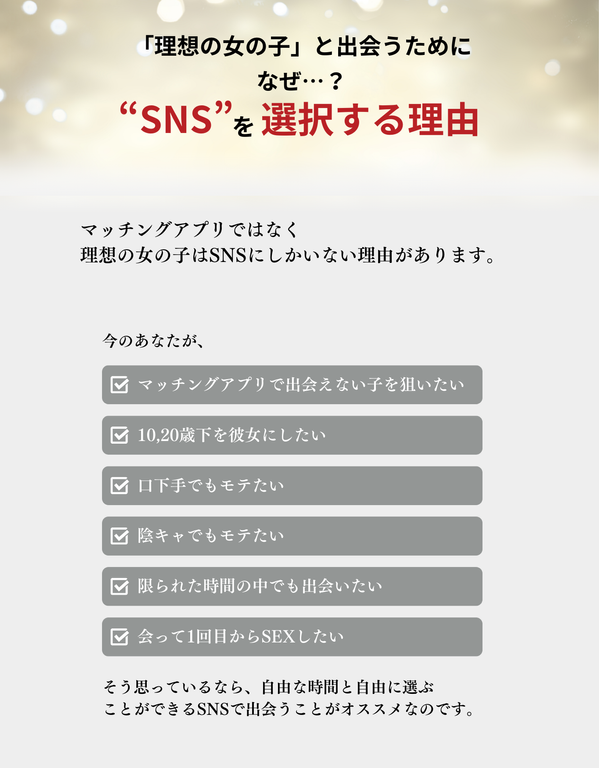 「理想の女の子」と出会うために
なぜ…？
“SNS”を選択する理由
マッチングアプリではなく
理想の女の子はSNSにしかいない理由があります。
今のあなたが、
マッチングアプリで出会えない子を狙いたい
10,20歳下を彼女にしたい
口下手でもモテたい
陰キャでもモテたい
限られた時間の中でも出会いたい
会って1回目からSEXしたい
そう思っているなら、自由な時間と自由に選ぶ
ことができるSNSで出会うことがオススメなのです。